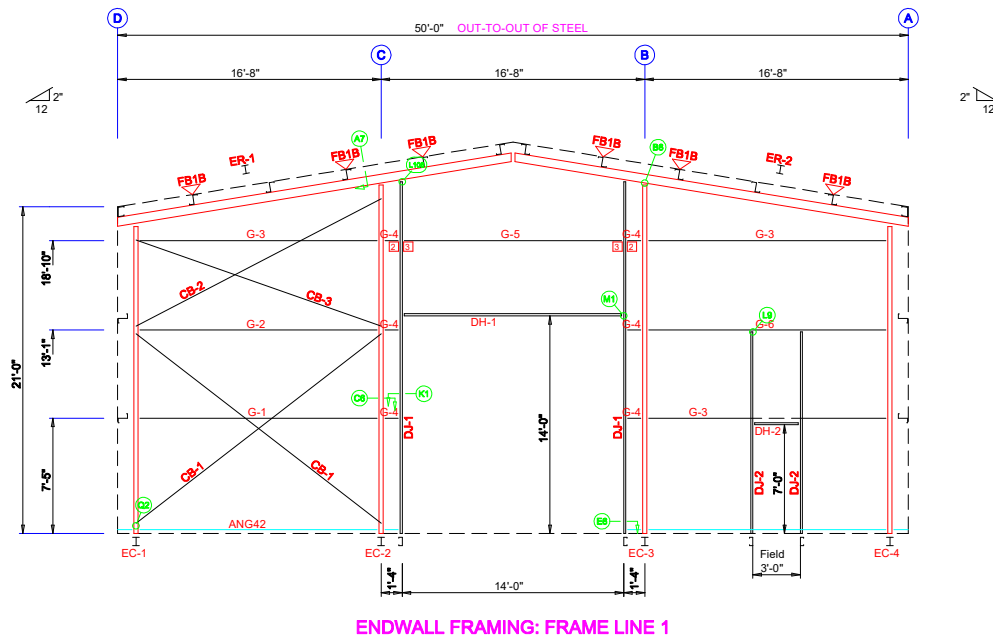 D
A
50'-0" OUT-TO-OUT OF STEEL
C
B
16'-8"
16'-8"
16'-8"
2"
12
2"
12
A7
FB1B
FB1B
ER-1
FB1B
FB1B
FB1B
ER-2
FB1B
B6
G-3
G-4
G-5
G-4
G-3
2
3
3
2
18'-10"
CB-2
CB-3
M1
DH-1
L9
G-2
G-4
G-4
G-6
13'-1"
21'-0"
C6
K1
G-1
G-4
G-4
G-3
DJ-1
14'-0"
DJ-1
DH-2
7'-5"
CB-1
CB-1
DJ-2
7'-0"
DJ-2
ANG42
E6
EC-1
EC-2
EC-3
EC-4
Field
3'-0"
1'-4"
14'-0"
1'-4"
ENDWALL FRAMING: FRAME LINE 1